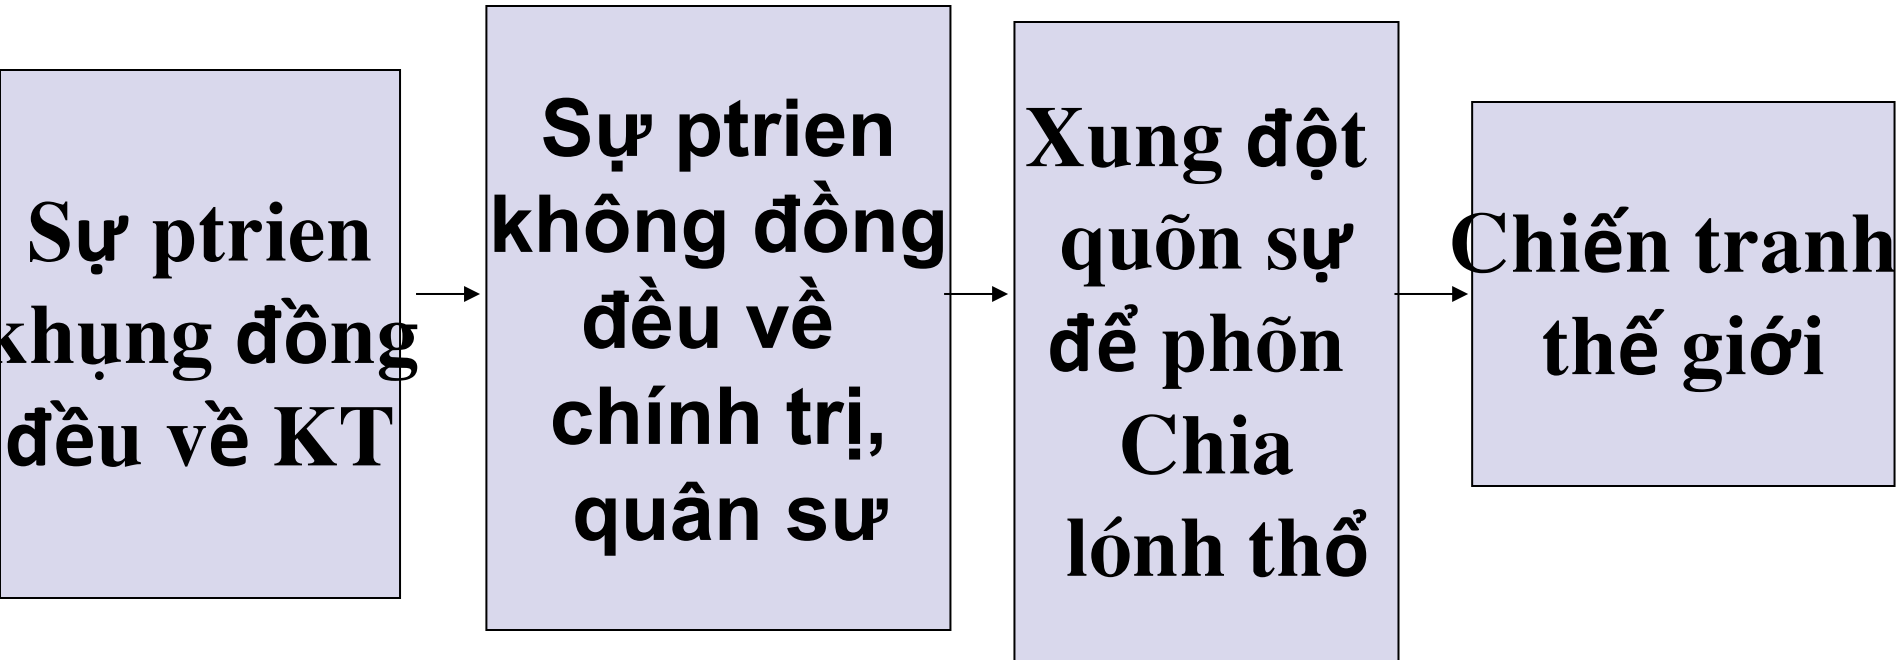 Sự ptrien
khụng đồng
đều về KT
Sự ptrien
không đồng
đều về
chính trị,
quân sư
Xung đột
quõn sự
để phõn
Chia
lónh thổ
Chiến tranh
thế giới